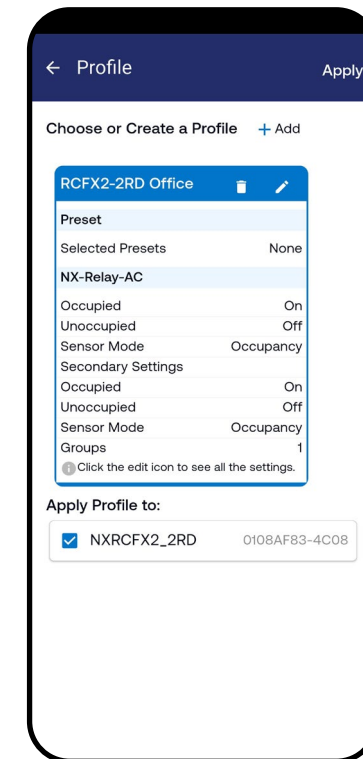 Profile Apply
Choose or Create a Profile + Add
RCFX2-2RD Office
Preset
Selected Presets None
NX-Relay-AC
Occupied On
Unoccupied Off
Sensor Mode Occupancy
Secondary Settings
Occupied On
Unoccupied Off
Sensor Mode Occupancy
Groups 1
Click the edit icon to see all the settings.
Apply Profile to:
NXRCFX2_2RD 0108AF83-4C08